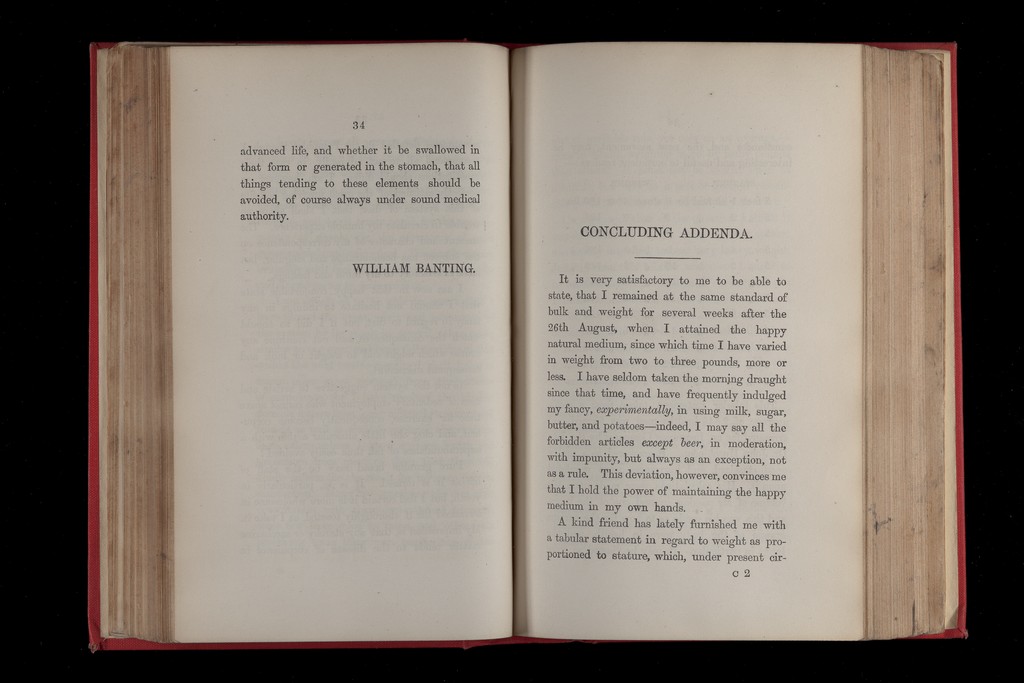 34
advanced life, and whether it be swallowed in
that form or generated in the stomach, that all
things tending to these elements should be
avoided, of course always under sound medical
authority.
WILLIAM BANTING.
CONCLUDING ADDENDA.
It is very satisfactory to me to be able to
state, that I remained at the same standard of
bulk and weight for several weeks after the
26th August, when I attained the happy
natural medium, since which time I have varied
in weight from two to three pounds, more or
less. I have seldom taken the morning draught
since that time, and have frequently indulged
my fancy, experimentally, in using milk, sugar,
butter, and potatoes—indeed, I may say all the
forbidden articles except beer, in moderation,
with impunity, but always as an exception, not
as a rule. This deviation, however, convinces me
that I hold the power of maintaining the happy
medium in my own hands.
A kind friend has lately furnished me with
a tabular statement in regard to weight as pro-
portioned to stature, which, under present cir-
C 2